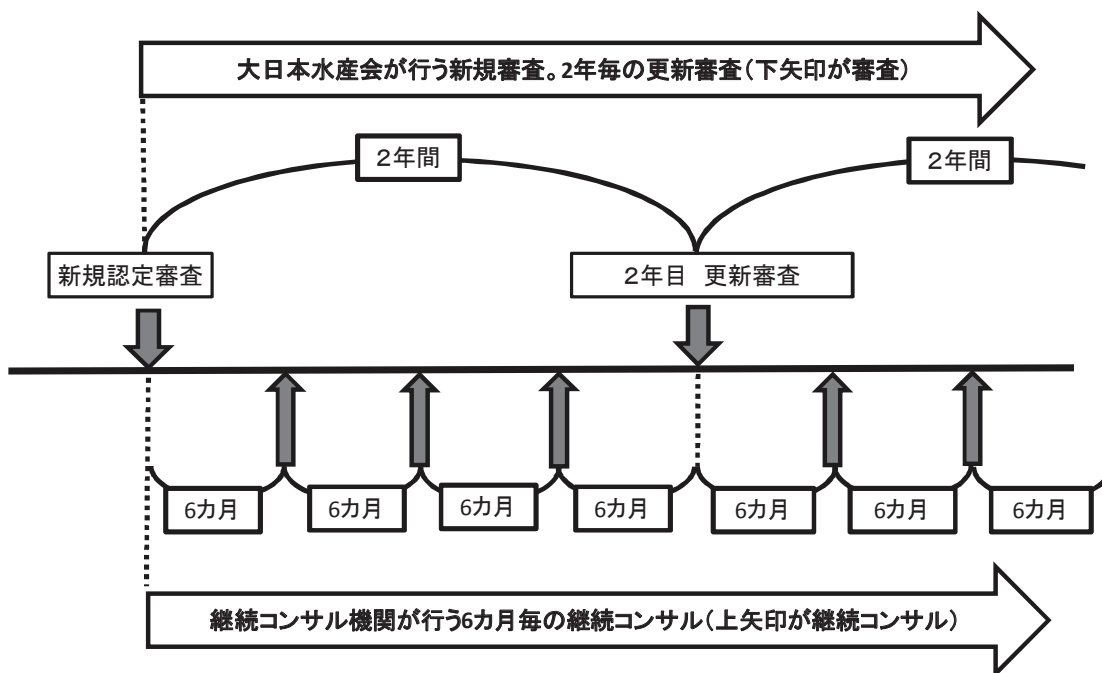 大日本水産会が行う新規審査。2年毎の更新審査（下矢印が審査）
２年間
２年間
新規認定審査
２年目　更新審査
6カ月
6カ月
6カ月
6カ月
6カ月
6カ月
6カ月
継続コンサル機関が行う6カ月毎の継続コンサル（上矢印が継続コンサル）